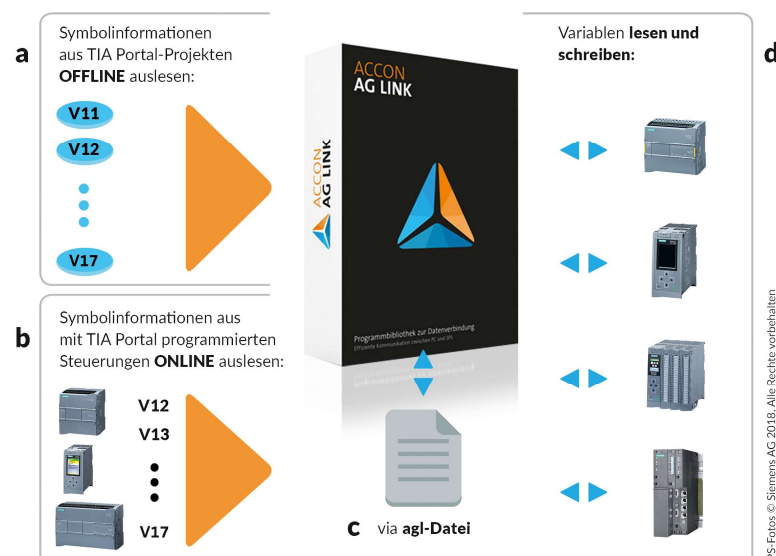 a
Symbolinformationen
aus TIA Portal-Projekten
OFFLINE auslesen:
V11
V12
V17
b
Symbolinformationen aus
mit TIA Portal programmierten
Steuerungen ONLINE auslesen:
V12
V13
V17
ACCON
AG LINK
ACCON
AG LINK
Programmbibliothek zur Datenverbindung
Effiziente Kommunikation zwischen PC und SPS
c via agl-Datei
Variablen lesen und
schreiben:
d
PS-Fotos © Siemens AG 2018, Alle Rechte vorbehalten